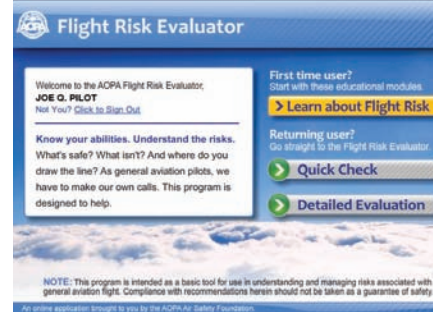 AOPA
Flight Risk Evaluator
Welcome to the AOPA Flight Risk Evaluator,
JOE Q. PILOT
Not You? Click to Sign Out
Know your abilities. Understand the risks.
What's safe? What isn't? And where do you
draw the line? As general aviation pilots, we
have to make our own calls. This program is
designed to help.
First time user?
Start with these educational modules.
> Learn about Flight Risk
Returning user?
Go straight to the Flight Risk Evaluator.
Quick Check
Detailed Evaluation
NOTE: This program is intended as a basic tool for use in understanding and managing risks associated with
general aviation flight. Compliance with recommendations herein should not be taken as a guarantee of safety.
An online application brought to you by the AOPA Air Safety Foundation.